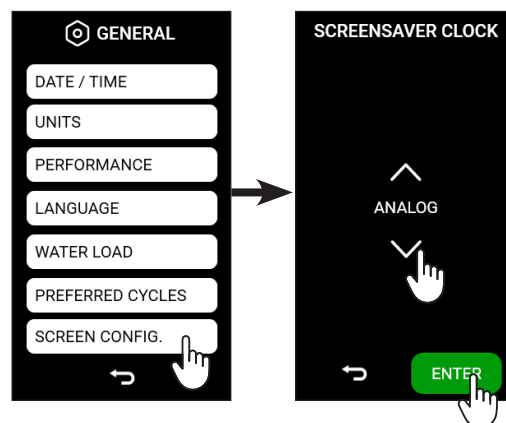 GENERAL
DATE / TIME
UNITS
PERFORMANCE
LANGUAGE
WATER LOAD
PREFERRED CYCLES
SCREEN CONFIG.
SCREENSAVER CLOCK
ANALOG
ENTER